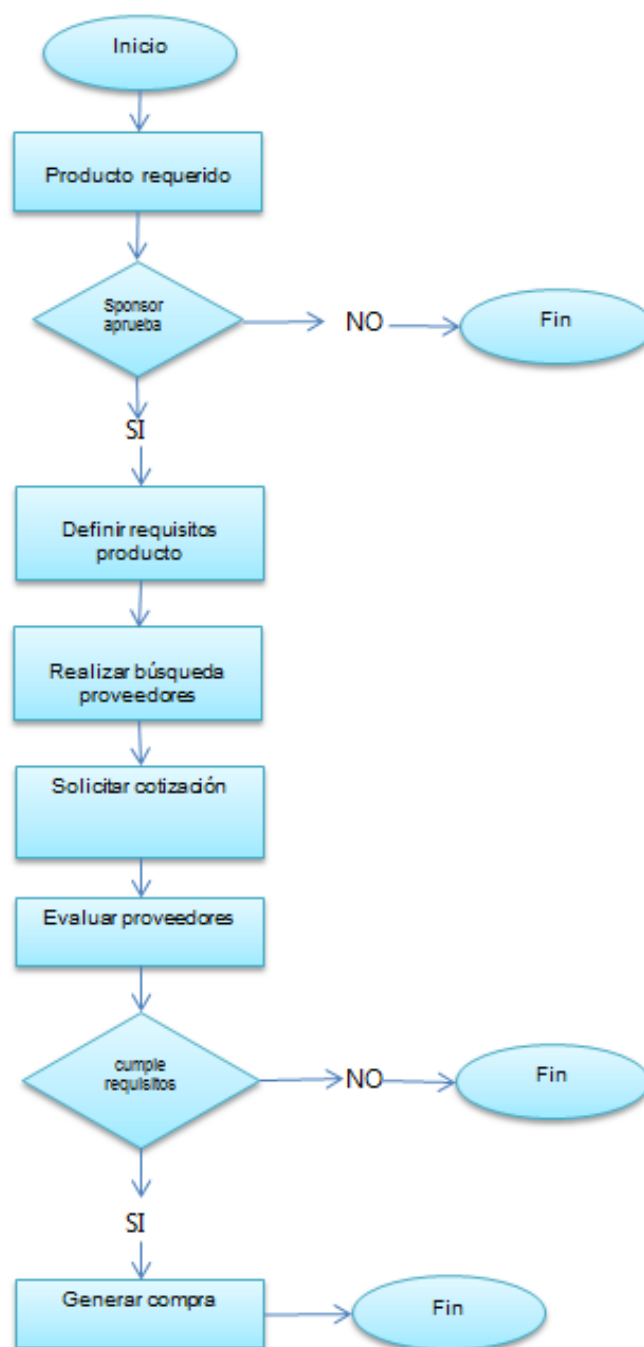 Inicio
Producto requerido
Sponsor
aprueba
NO
Fin
SI
Definir requisitos
producto
Realizar búsqueda
proveedores
Solicitar cotización
Evaluar proveedores
cumple
requisitos
NO
Fin
SI
Generar compra
Fin